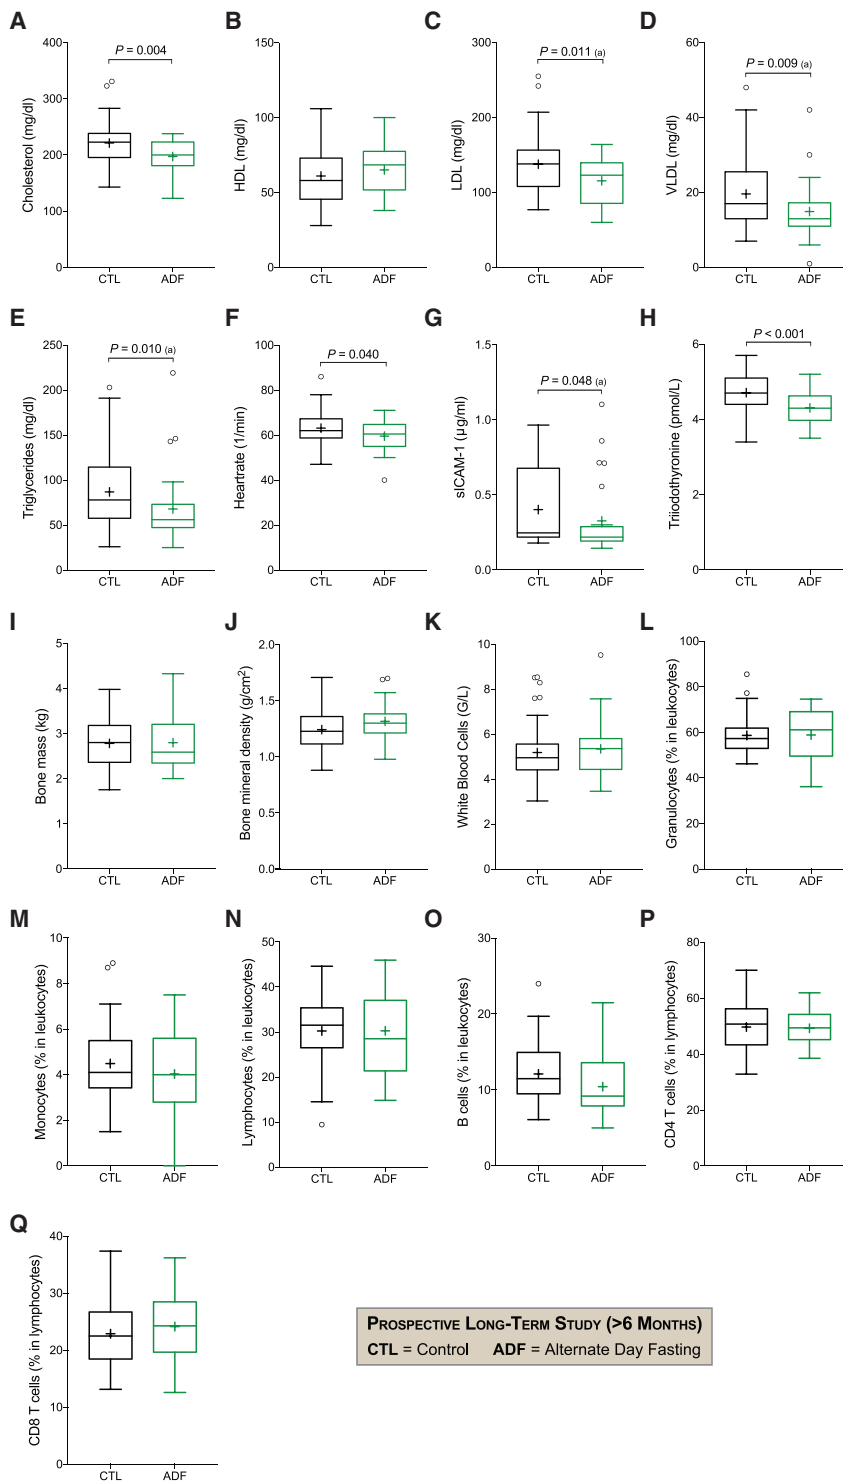 A
Cholesterol (mg/dl)
400
300
200
100
0
P = 0.004
CTL ADF
B
HDL (mg/dl)
150
100
50
0
CTL ADF
C
LDL (mg/dl)
300
200
100
0
P = 0.011 (a)
CTL ADF
D
VLDL (mg/dl)
60
40
20
0
P = 0.009 (a)
CTL ADF
E
Triglycerides (mg/dl)
250
200
150
100
50
0
P = 0.010 (a)
CTL ADF
F
Heartrate (1/min)
100
80
60
40
20
0
P = 0.040
CTL ADF
G
sICAM-1 (µg/ml)
1.5
1.0
0.5
0.0
P = 0.048 (a)
CTL ADF
H
Triiodothyronine (pmol/L)
6
4
2
0
P < 0.001
CTL ADF
I
Bone mass (kg)
5
4
3
2
1
0
CTL ADF
J
Bone mineral density (g/cm²)
2.0
1.5
1.0
0.5
0.0
CTL ADF
K
White Blood Cells (G/L)
10
8
6
4
2
0
CTL ADF
L
Granulocytes (% in leukocytes)
100
80
60
40
20
0
CTL ADF
M
Monocytes (% in leukocytes)
10
8
6
4
2
0
CTL ADF
N
Lymphocytes (% in leukocytes)
50
40
30
20
10
0
CTL ADF
O
B cells (% in leukocytes)
30
20
10
0
CTL ADF
P
CD4 T cells (% in lymphocytes)
80
60
40
20
0
CTL ADF
Q
CD8 T cells (% in lymphocytes)
40
30
20
10
0
CTL ADF
PROSPECTIVE LONG-TERM STUDY (>6 MONTHS)
CTL = Control ADF = Alternate Day Fasting